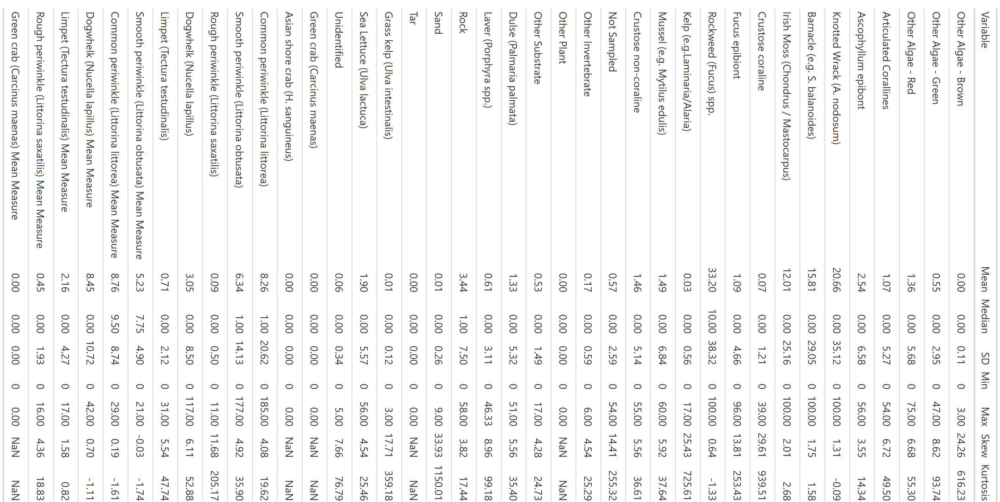 Variable Mean Median SD Min Max Skew Kurtosis
Other Algae - Brown 0.00 0.00 0.11 0 3.00 24.26 616.23
Other Algae - Green 0.55 0.00 2.95 0 47.00 8.62 93.74
Other Algae - Red 1.36 0.00 5.68 0 75.00 6.68 55.30
Articulated Corallines 1.07 0.00 5.27 0 54.00 6.72 49.50
Ascophyllum epibont 2.54 0.00 6.58 0 56.00 3.55 14.34
Knotted Wrack (A. nodosum) 20.66 0.00 35.12 0 100.00 1.31 -0.09
Barnacle (e.g. S. balanoides) 15.81 0.00 29.05 0 100.00 1.75 1.58
Irish Moss (Chondrus / Mastocarpus) 12.01 0.00 25.16 0 100.00 2.01 2.68
Crustose coraline 0.07 0.00 1.21 0 39.00 29.61 939.51
Fucus epibiont 1.09 0.00 4.66 0 96.00 13.81 253.43
Rockweed (Fucus) spp. 33.20 10.00 38.32 0 100.00 0.64 -1.33
Kelp (e.g.Laminaria/Alaria) 0.03 0.00 0.56 0 17.00 25.43 725.61
Mussel (e.g. Mytilus edulis) 1.49 0.00 6.84 0 60.00 5.92 37.64
Crustose non-coraline 1.46 0.00 5.14 0 55.00 5.56 36.61
Not Sampled 0.57 0.00 2.59 0 54.00 14.41 255.32
Other Invertebrate 0.17 0.00 0.59 0 6.00 4.54 25.29
Other Plant 0.00 0.00 0.00 0 0.00 NaN NaN
Other Substrate 0.53 0.00 1.49 0 17.00 4.28 24.73
Dulse (Palmaria palmata) 1.33 0.00 5.32 0 51.00 5.56 35.40
Laver (Porphyra spp.) 0.61 0.00 3.11 0 46.33 8.96 99.18
Rock 3.44 1.00 7.50 0 58.00 3.82 17.44
Sand 0.01 0.00 0.26 0 9.00 33.93 1150.01
Tar 0.00 0.00 0.00 0 0.00 NaN NaN
Grass kelp (Ulva intestinalis) 0.01 0.00 0.12 0 3.00 17.71 359.18
Sea Lettuce (Ulva lactuca) 1.90 0.00 5.57 0 56.00 4.54 25.46
Unidentified 0.06 0.00 0.34 0 5.00 7.66 76.79
Green crab (Carcinus maenas) 0.00 0.00 0.00 0 0.00 NaN NaN
Asian shore crab (H. sanguineus) 0.00 0.00 0.00 0 0.00 NaN NaN
Common periwinkle (Littorina littorea) 8.26 1.00 20.62 0 185.00 4.08 19.62
Smooth periwinkle (Littorina obtusata) 6.34 1.00 14.13 0 177.00 4.92 35.90
Rough periwinkle (Littorina saxatilis) 0.09 0.00 0.50 0 11.00 11.68 205.17
Dogwhelk (Nucella lapillus) 3.05 0.00 8.50 0 117.00 6.11 52.88
Limpet (Tectura testudinalis) 0.71 0.00 2.12 0 31.00 5.54 47.74
Smooth periwinkle (Littorina obtusata) Mean Measure 5.23 7.75 4.90 0 21.00 -0.03 -1.74
Common periwinkle (Littorina littorea) Mean Measure 8.76 9.50 8.74 0 29.00 0.19 -1.61
Dogwhelk (Nucella lapillus) Mean Measure 8.45 0.00 10.72 0 42.00 0.70 -1.11
Limpet (Tectura testudinalis) Mean Measure 2.16 0.00 4.27 0 17.00 1.58 0.82
Rough periwinkle (Littorina saxatilis) Mean Measure 0.45 0.00 1.93 0 16.00 4.36 18.83
Green crab (Carcinus maenas) Mean Measure 0.00 0.00 0.00 0 0.00 NaN NaN